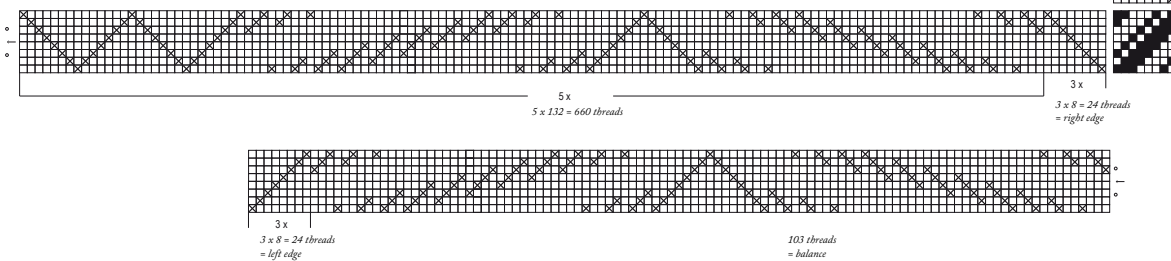 5 x
5 x 132 = 660 threads
3 x
3 x 8 = 24 threads
= right edge
3 x
3 x 8 = 24 threads
= left edge
103 threads
= balance